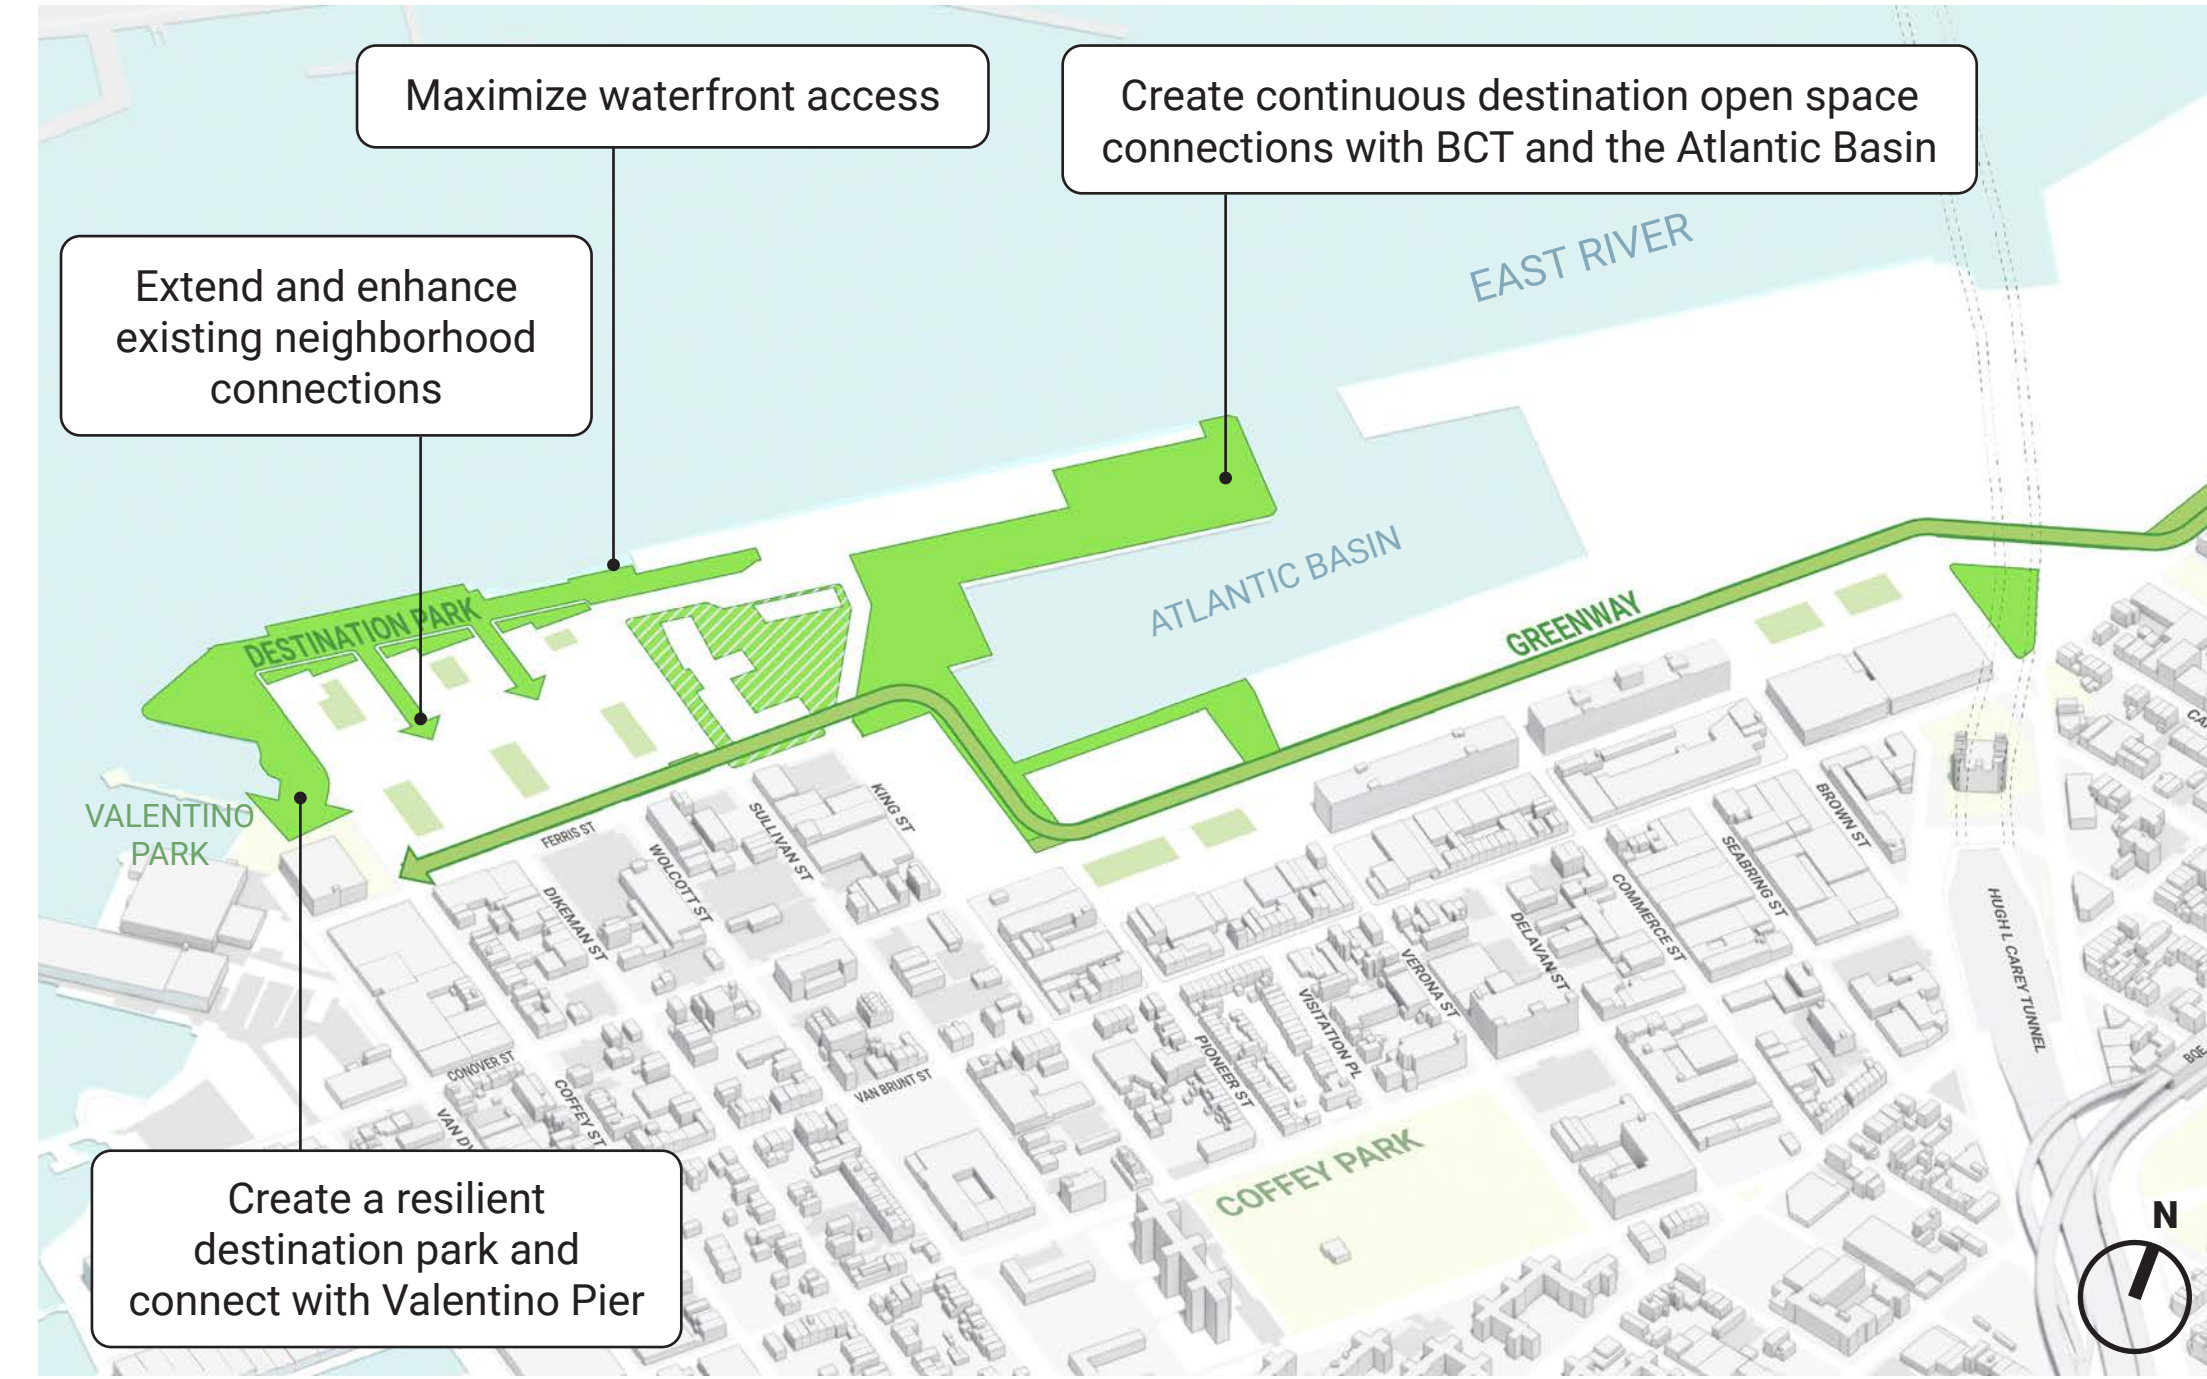 Maximize waterfront access
Create continuous destination open space
connections with BCT and the Atlantic Basin
Extend and enhance
existing neighborhood
connections
EAST RIVER
ATLANTIC BASIN
DESTINATION PARK
GREENWAY
VALENTINO
PARK
FERRIS ST
KING ST
SULLIVAN ST
WOLCOTT ST
DIKEMAN ST
BROWN ST
SEABRING ST
COMMERCE ST
DELAVAN ST
VERONA ST
VISITATION PL
PIONEER ST
HUGH L CAREY TUNNEL
CONOVER ST
COFFEY ST
VAN BRUNT ST
VAN
BQE
COFFEY PARK
N
Create a resilient
destination park and
connect with Valentino Pier